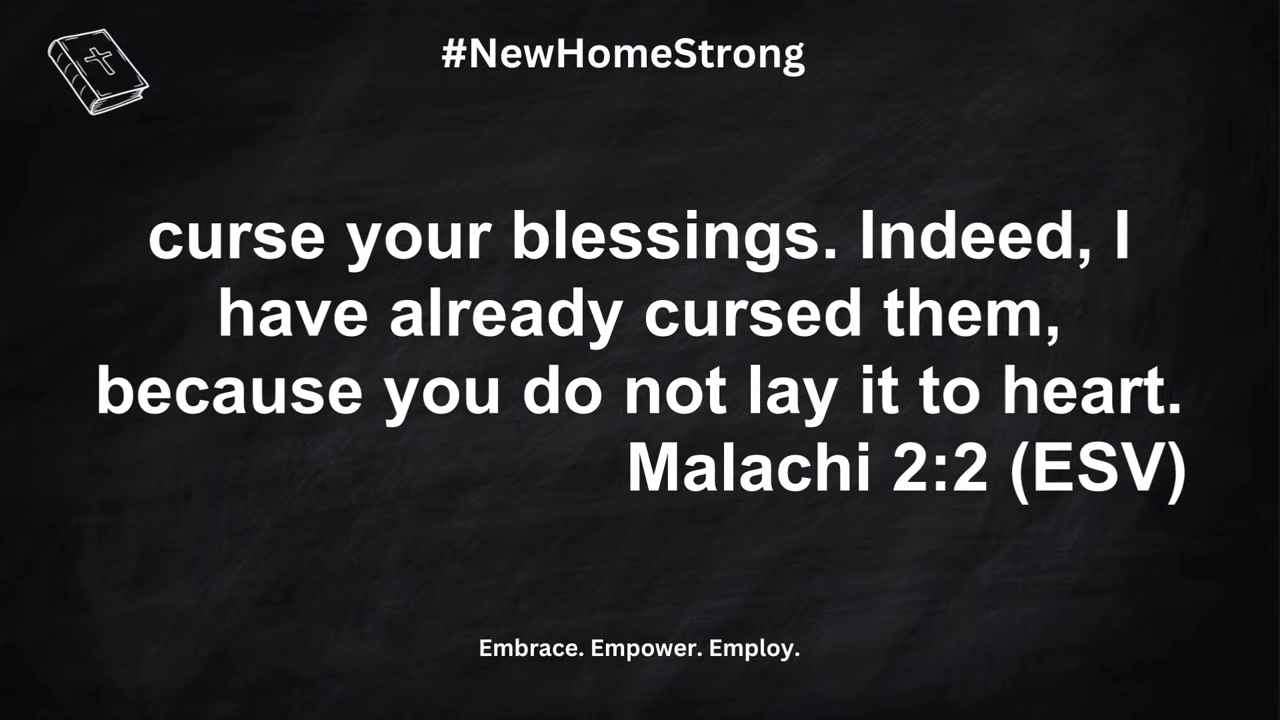 #NewHomeStrong
curse your blessings. Indeed, I
have already cursed them,
because you do not lay it to heart.
Malachi 2:2 (ESV)
Embrace. Empower. Employ.